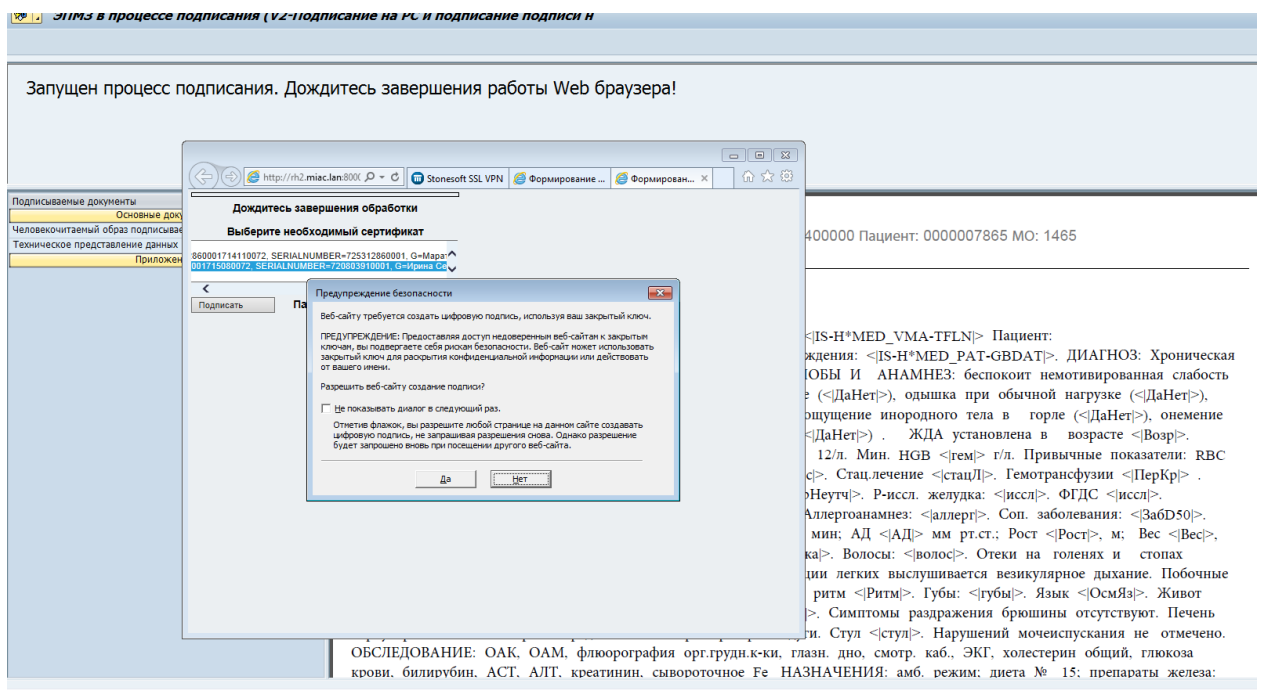 ЭПМЗ в процессе подписания (V2-Подписание на РС и подписание подписи н
Запущен процесс подписания. Дождитесь завершения работы Web браузера!
http://rh2.miac.lan:800
Stonesoft SSL VPN
Формирование ...
Формирован...
Подписываемые документы
Основные доку
Человекочитаемый образ подписывае
Техническое представление данных
Приложен
Дождитесь завершения обработки
Выберите необходимый сертификат
860001714110072, SERIALNUMBER=725312860001, G=Марат
001715080072, SERIALNUMBER=720803910001, G=Ирина Се
Подписать
Па
Предупреждение безопасности
Веб-сайту требуется создать цифровую подпись, используя ваш закрытый ключ.
ПРЕДУПРЕЖДЕНИЕ: Предоставляя доступ недоверенным веб-сайтам к закрытым
ключам, вы подвергаете себя рискам безопасности. Веб-сайт может использовать
закрытый ключ для раскрытия конфиденциальной информации или действовать
от вашего имени.
Разрешить веб-сайту создание подписи?
Не показывать диалог в следующий раз.
Отметив флажок, вы разрешите любой странице на данном сайте создавать
цифровую подпись, не запрашивая разрешения снова. Однако разрешение
будет запрошено вновь при посещении другого веб-сайта.
Да
Нет
400000 Пациент: 0000007865 МО: 1465
<|IS-H*MED_VMA-TFLN|> Пациент:
ждения: <|IS-H*MED_PAT-GBDAT|>. ДИАГНОЗ: Хроническая
ЮБЫ И АНАМНЕЗ: беспокоит немотивированная слабость
е (<|ДаНет|>), одышка при обычной нагрузке (<|ДаНет|>),
ощущение инородного тела в горле (<|ДаНет|>), онемение
<|ДаНет|>) . ЖДА установлена в возрасте <|Возр|>.
12/л. Мин. HGB <|гем|> г/л. Привычные показатели: RBC
с|>. Стац.лечение <|стацЛ|>. Гемотрансфузии <|ПерКр|> .
рНеутч|>. Р-иссл. желудка: <|иссл|>. ФГДС <|иссл|>.
Аллергоанамнез: <|аллерг|>. Соп. заболевания: <|ЗабD50|>.
мин; АД <|АД|> мм рт.ст.; Рост <|Рост|>, м; Вес <|Вес|>,
ка|>. Волосы: <|волос|>. Отеки на голенях и стопах
ции легких выслушивается везикулярное дыхание. Побочные
ритм <|Ритм|>. Губы: <|губы|>. Язык <|ОсмЯз|>. Живот
|>. Симптомы раздражения брюшины отсутствуют. Печень
ги. Стул <|стул|>. Нарушений мочеиспускания не отмечено.
ОБСЛЕДОВАНИЕ: ОАК, ОАМ, флюорография орг.грудн.к-ки, глазн. дно, смотр. каб., ЭКГ, холестерин общий, глюкоза
крови, билирубин, АСТ, АЛТ, креатинин, сывороточное Fe НАЗНАЧЕНИЯ: амб. режим; диета № 15; препараты железа: